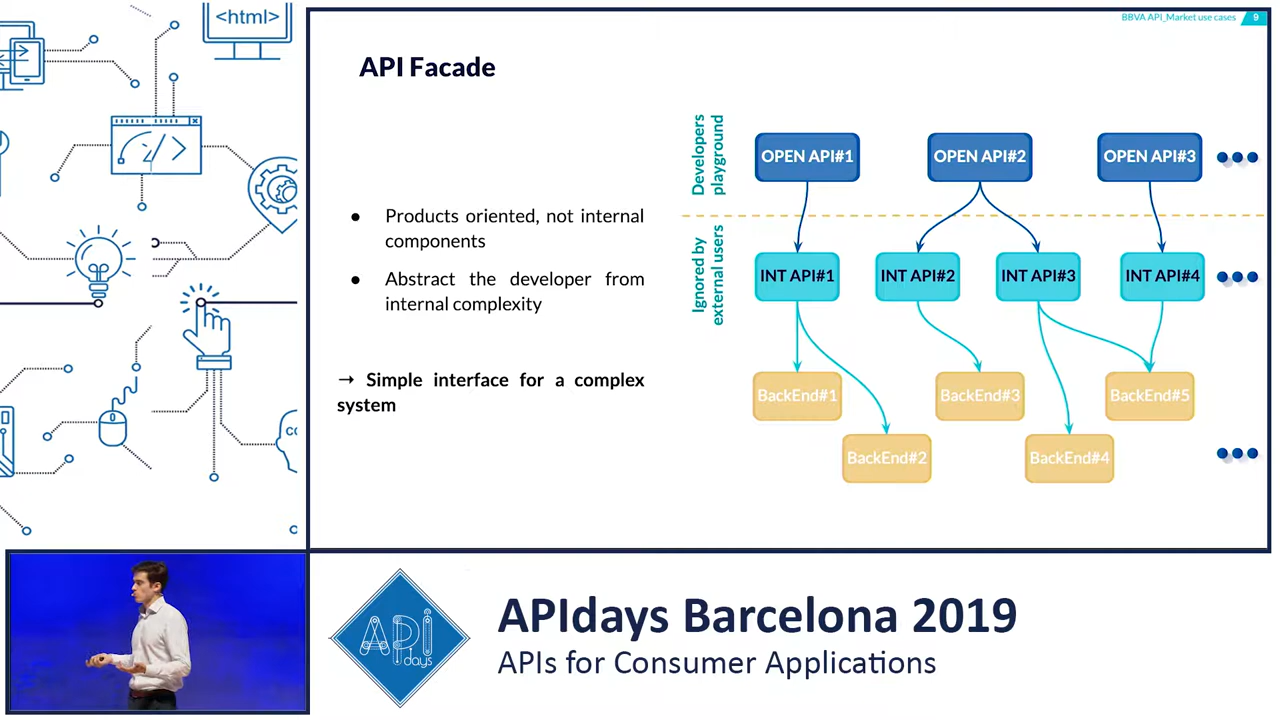 <html>
BBVA API_Market use cases 9
API Facade
● Products oriented, not internal
components
● Abstract the developer from
internal complexity
→ Simple interface for a complex
system
Developers
playground
OPEN API#1 OPEN API#2 OPEN API#3
Ignored by
external users
INT API#1 INT API#2 INT API#3 INT API#4
BackEnd#1 BackEnd#3 BackEnd#5
BackEnd#2 BackEnd#4
API
days
APIdays Barcelona 2019
APIs for Consumer Applications